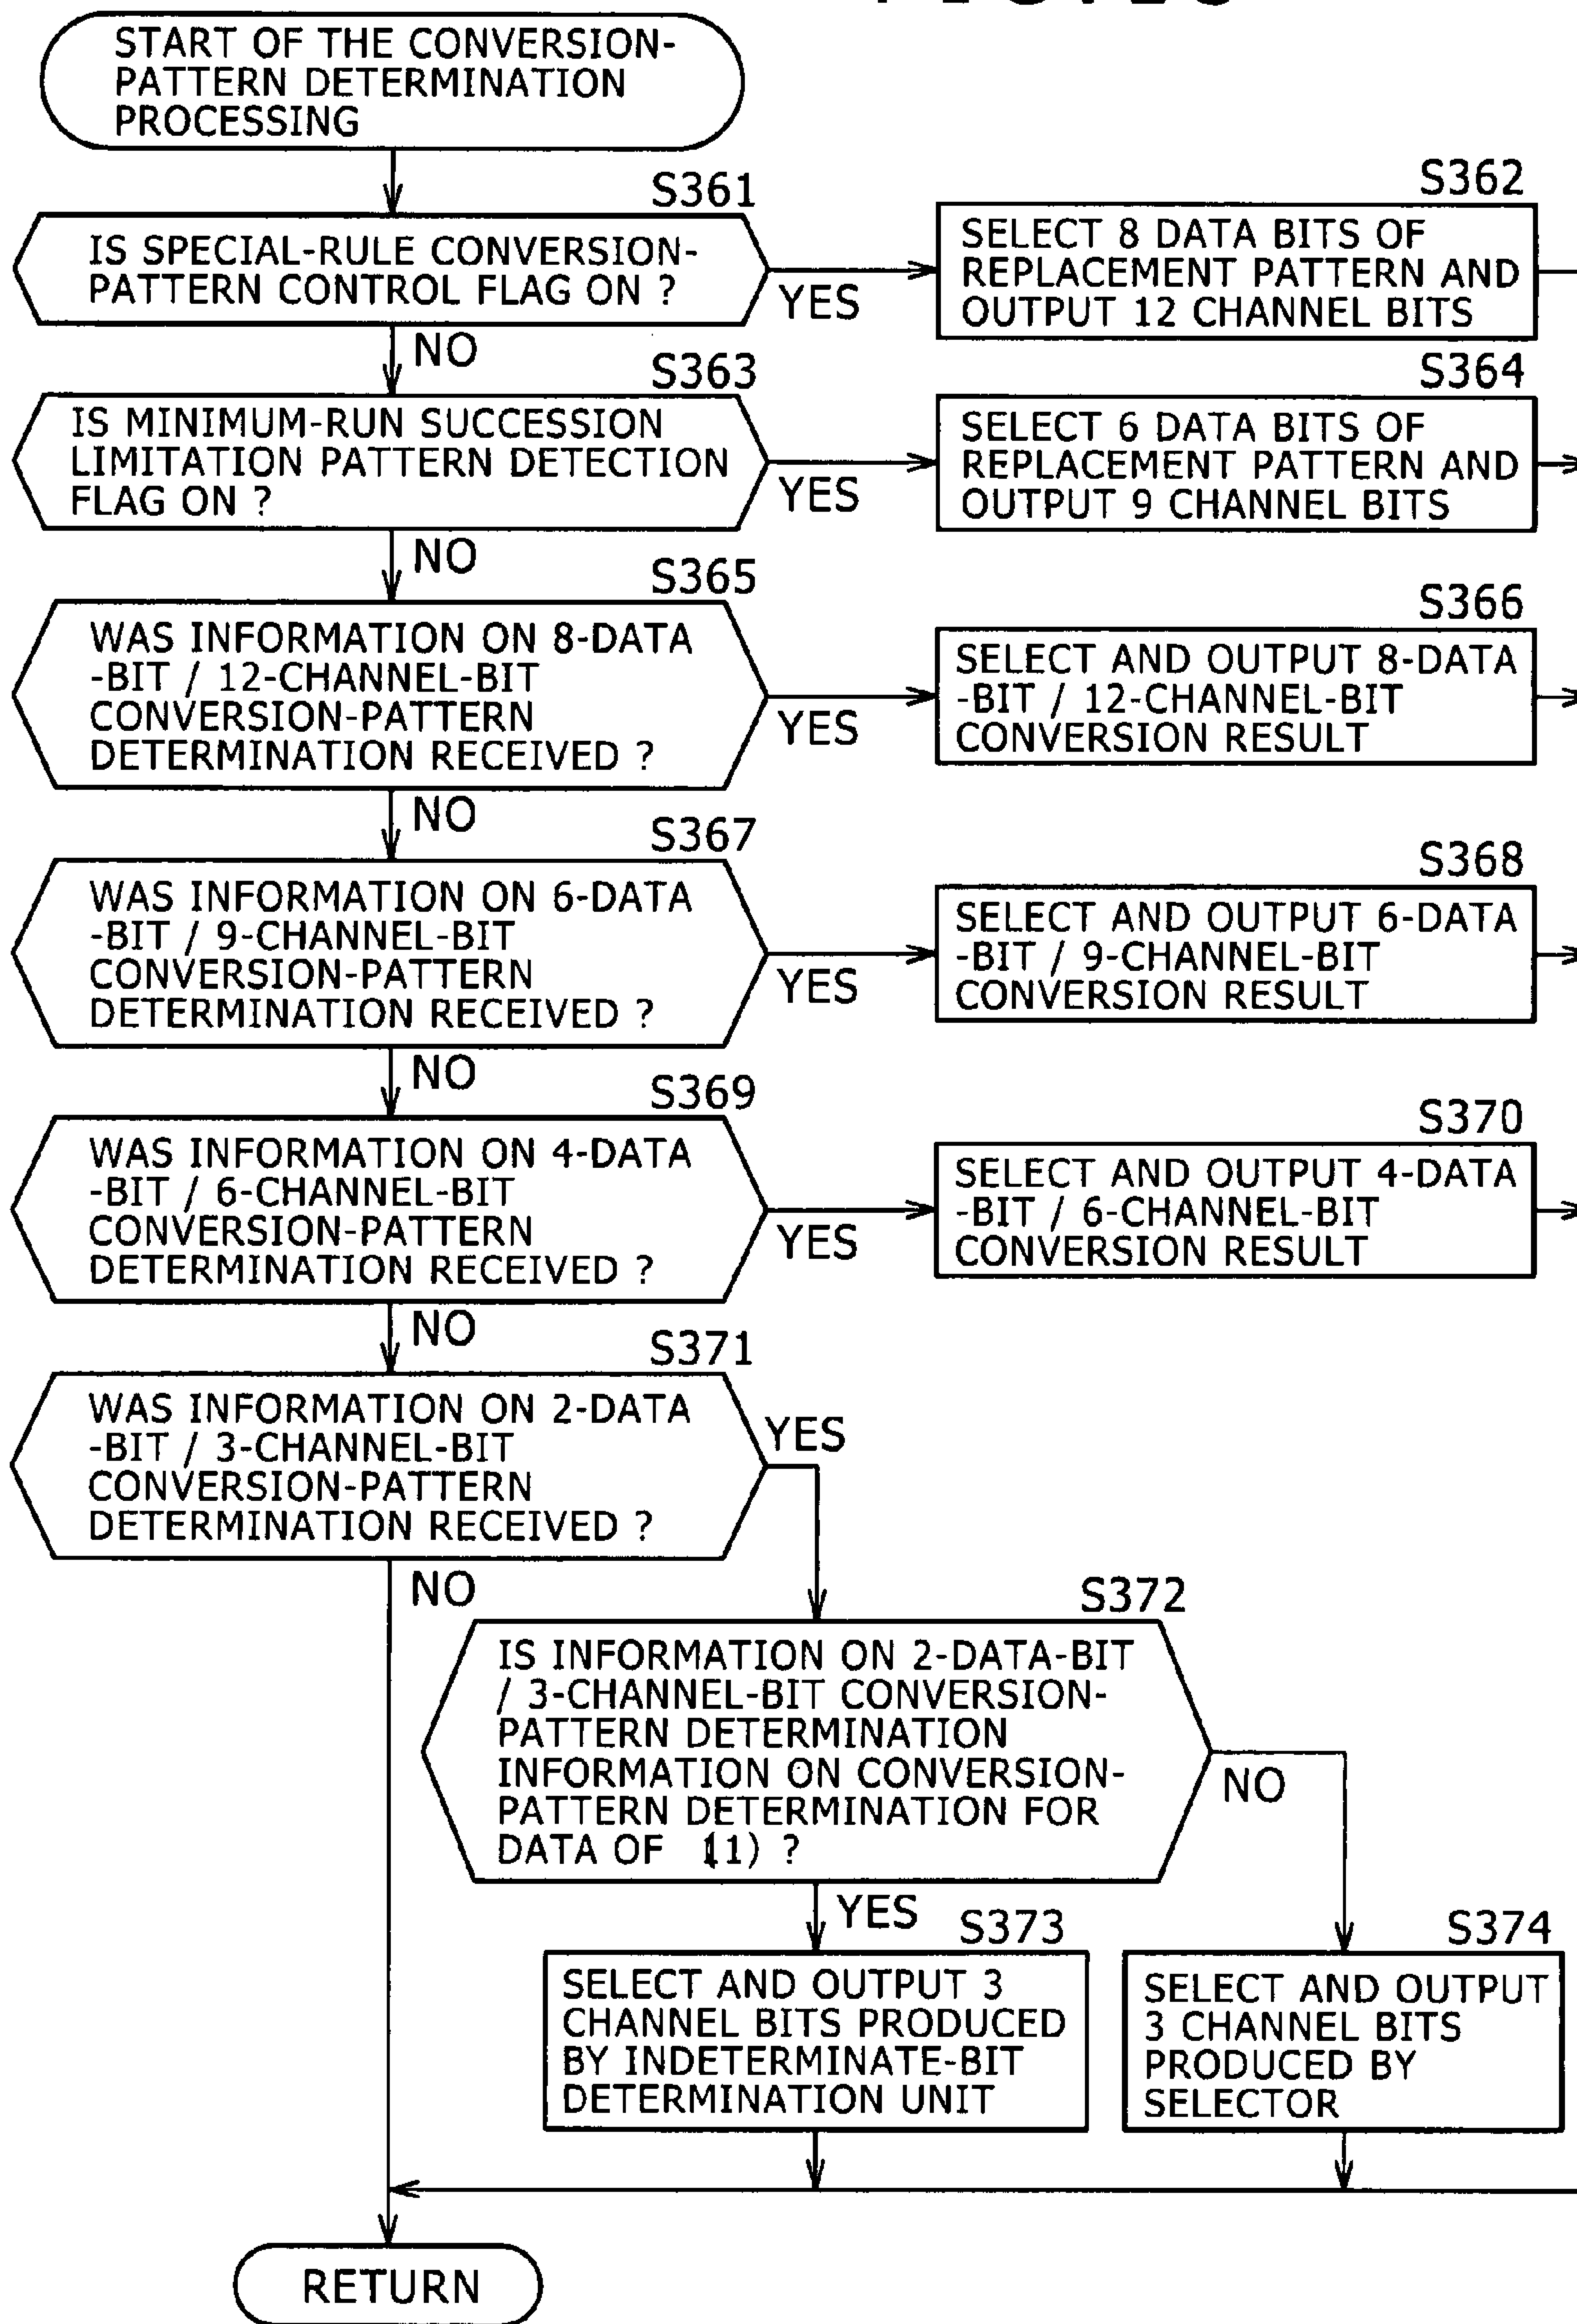 START OF THE CONVERSION-
PATTERN DETERMINATION
PROCESSING
S361
IS SPECIAL-RULE CONVERSION-
PATTERN CONTROL FLAG ON ?
YES
NO
S362
SELECT 8 DATA BITS OF
REPLACEMENT PATTERN AND
OUTPUT 12 CHANNEL BITS
S363
IS MINIMUM-RUN SUCCESSION
LIMITATION PATTERN DETECTION
FLAG ON ?
YES
NO
S364
SELECT 6 DATA BITS OF
REPLACEMENT PATTERN AND
OUTPUT 9 CHANNEL BITS
S365
WAS INFORMATION ON 8-DATA
-BIT / 12-CHANNEL-BIT
CONVERSION-PATTERN
DETERMINATION RECEIVED ?
YES
NO
S366
SELECT AND OUTPUT 8-DATA
-BIT / 12-CHANNEL-BIT
CONVERSION RESULT
S367
WAS INFORMATION ON 6-DATA
-BIT / 9-CHANNEL-BIT
CONVERSION-PATTERN
DETERMINATION RECEIVED ?
YES
NO
S368
SELECT AND OUTPUT 6-DATA
-BIT / 9-CHANNEL-BIT
CONVERSION RESULT
S369
WAS INFORMATION ON 4-DATA
-BIT / 6-CHANNEL-BIT
CONVERSION-PATTERN
DETERMINATION RECEIVED ?
YES
NO
S370
SELECT AND OUTPUT 4-DATA
-BIT / 6-CHANNEL-BIT
CONVERSION RESULT
S371
WAS INFORMATION ON 2-DATA
-BIT / 3-CHANNEL-BIT
CONVERSION-PATTERN
DETERMINATION RECEIVED ?
YES
NO
S372
IS INFORMATION ON 2-DATA-BIT
/ 3-CHANNEL-BIT CONVERSION-
PATTERN DETERMINATION
INFORMATION ON CONVERSION-
PATTERN DETERMINATION FOR
DATA OF (11) ?
NO
YES
S373
SELECT AND OUTPUT 3
CHANNEL BITS PRODUCED
BY INDETERMINATE-BIT
DETERMINATION UNIT
S374
SELECT AND OUTPUT
3 CHANNEL BITS
PRODUCED BY
SELECTOR
RETURN